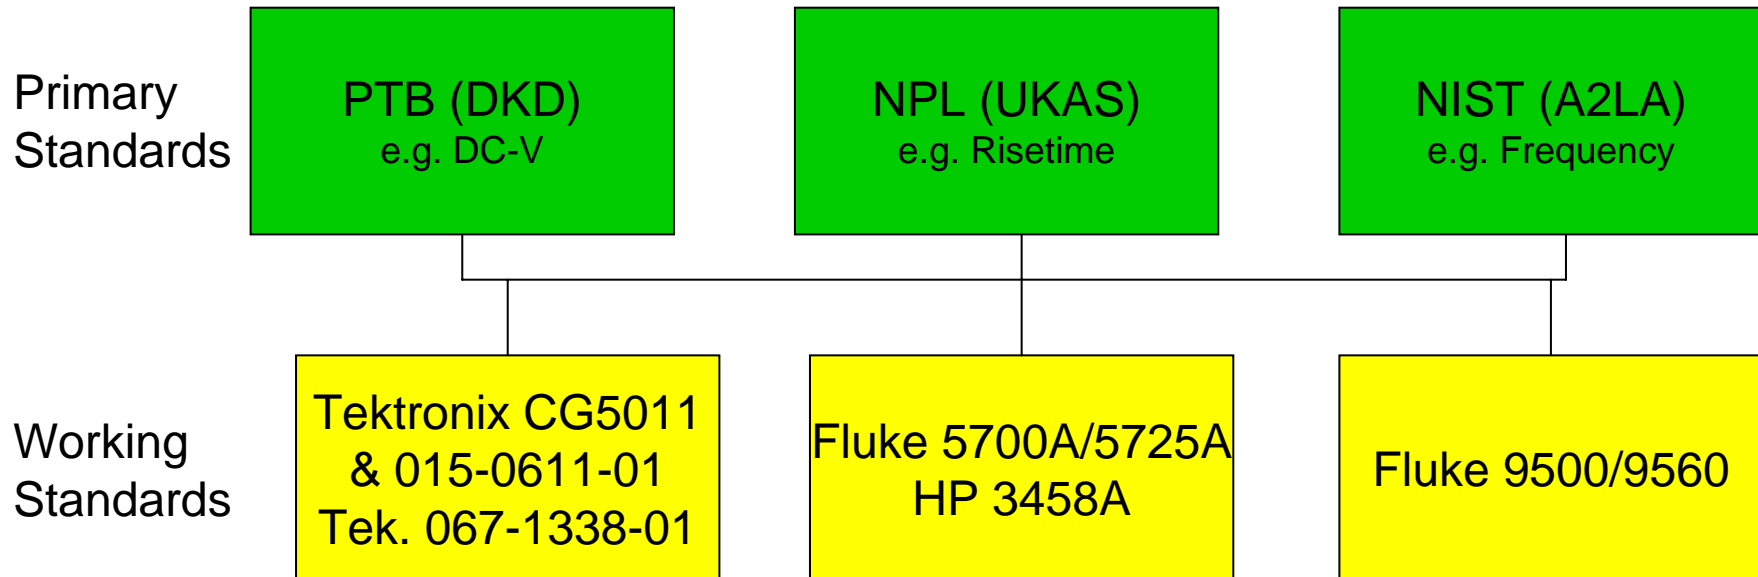 Primary
Standards
PTB (DKD)
e.g. DC-V
NPL (UKAS)
e.g. Risetime
NIST (A2LA)
e.g. Frequency
Working
Standards
Tektronix CG5011
& 015-0611-01
Tek. 067-1338-01
Fluke 5700A/5725A
HP 3458A
Fluke 9500/9560